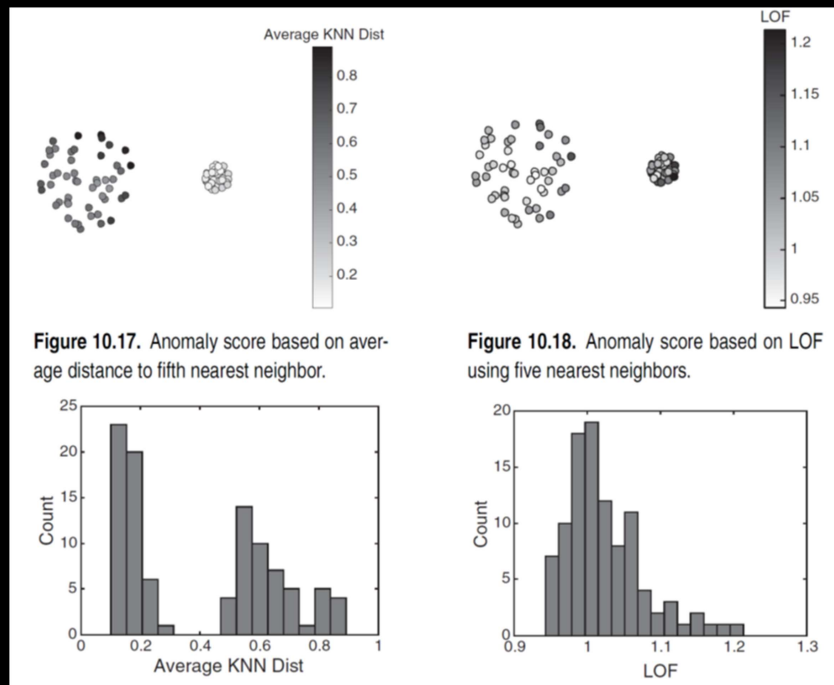 Average KNN Dist
0.8
0.7
0.6
0.5
0.4
0.3
0.2
Figure 10.17. Anomaly score based on aver-
age distance to fifth nearest neighbor.
LOF
1.2
1.15
1.1
1.05
1
0.95
Figure 10.18. Anomaly score based on LOF
using five nearest neighbors.
25
20
15
10
5
0
Count
0 0.2 0.4 0.6 0.8 1
Average KNN Dist
20
15
10
5
0
Count
0.9 1 1.1 1.2 1.3
LOF